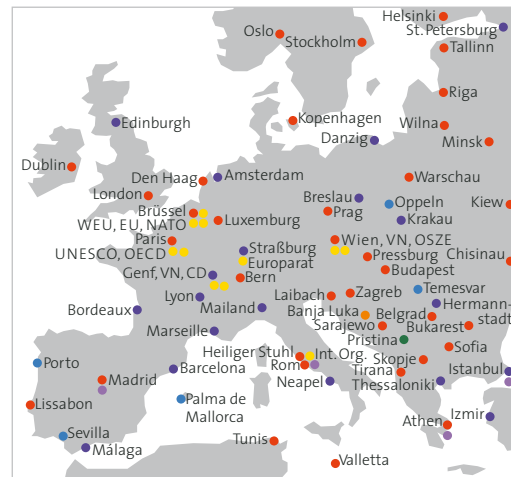 Helsinki
St. Petersburg
Oslo
Stockholm
Tallinn
Riga
Edinburgh
Kopenhagen
Wilna
Danzig
Minsk
Dublin
Den Haag
Amsterdam
Warschau
London
Breslau
Oppeln
Kiew
Brüssel
Prag
WEU, EU, NATO
Luxemburg
Krakau
Paris
Wien, VN, OSZE
UNESCO, OECD
Straßburg
Europarat
Pressburg
Chisinau
Genf, VN, CD
Bern
Budapest
Lyon
Laibach
Zagreb
Temesvar
Bordeaux
Mailand
Banja Luka
Belgrad
Hermann-
stadt
Marseille
Sarajewo
Bukarest
Pristina
Heiliger Stuhl
Int. Org.
Sofia
Porto
Rom
Skopje
Madrid
Barcelona
Neapel
Tirana
Istanbul
Thessaloniki
Lissabon
Palma de
Mallorca
Athen
Izmir
Sevilla
Málaga
Tunis
Valletta